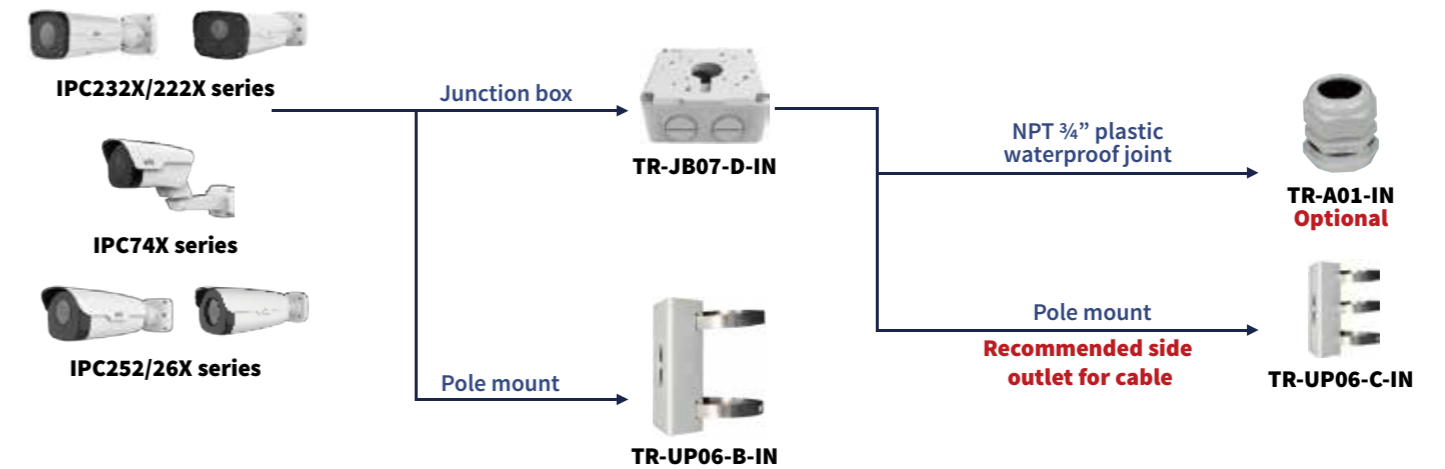 IPC232X/222X series
IPC74X series
IPC252/26X series
Junction box
Pole mount
TR-JB07-D-IN
TR-UP06-B-IN
NPT ¾” plastic
waterproof joint
TR-A01-IN
Optional
Pole mount
Recommended side
outlet for cable
TR-UP06-C-IN